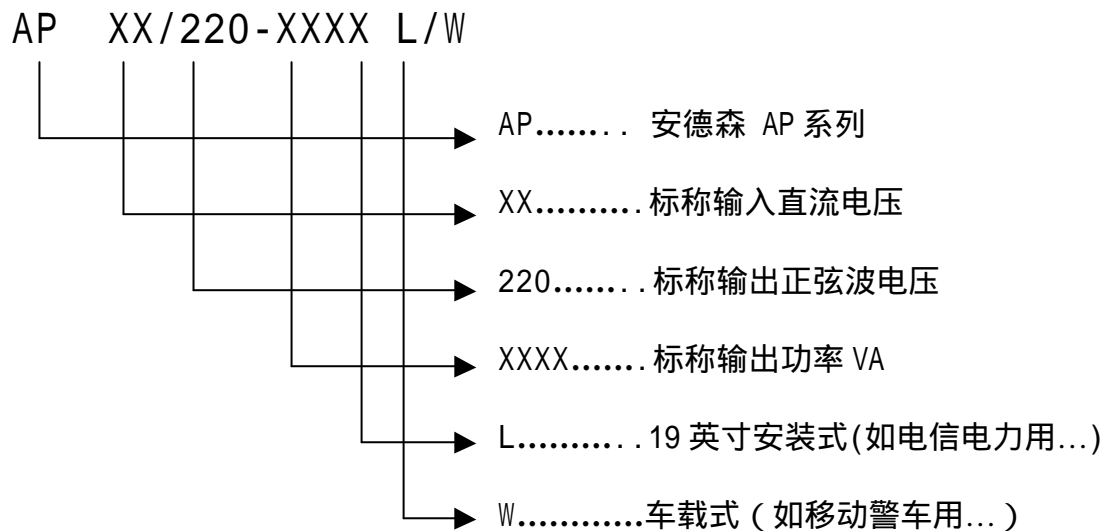 AP XX/220-XXXX L/W
AP........ 安德森 AP 系列
XX..........标称输入直流电压
220........标称输出正弦波电压
XXXX.......标称输出功率 VA
L...........19 英寸安装式(如电信电力用...)
W............车载式（如移动警车用...）